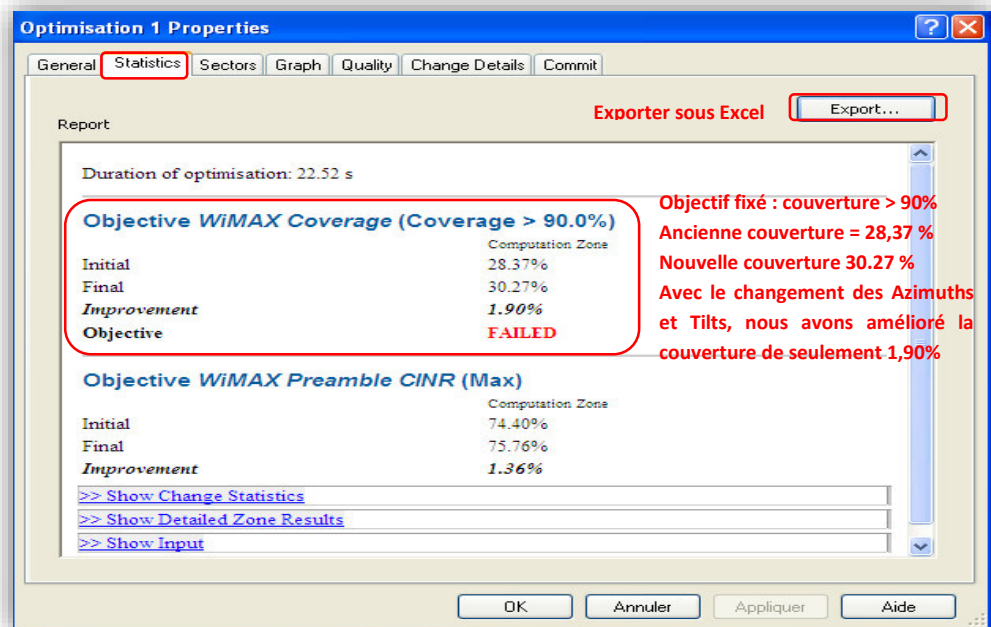 Optimisation 1 Properties
General Statistics Sectors Graph Quality Change Details Commit
Exporter sous Excel
Export...
Report
Duration of optimisation: 22.52 s
Objective WiMAX Coverage (Coverage > 90.0%)
Computation Zone
Initial 28.37%
Final 30.27%
Improvement 1.90%
Objective FAILED
Objectif fixé : couverture > 90%
Ancienne couverture = 28,37 %
Nouvelle couverture 30.27 %
Avec le changement des Azimuths
et Tilts, nous avons amélioré la
couverture de seulement 1,90%
Objective WiMAX Preamble CINR (Max)
Computation Zone
Initial 74.40%
Final 75.76%
Improvement 1.36%
>> Show Change Statistics
>> Show Detailed Zone Results
>> Show Input
OK Annuler Appliquer Aide